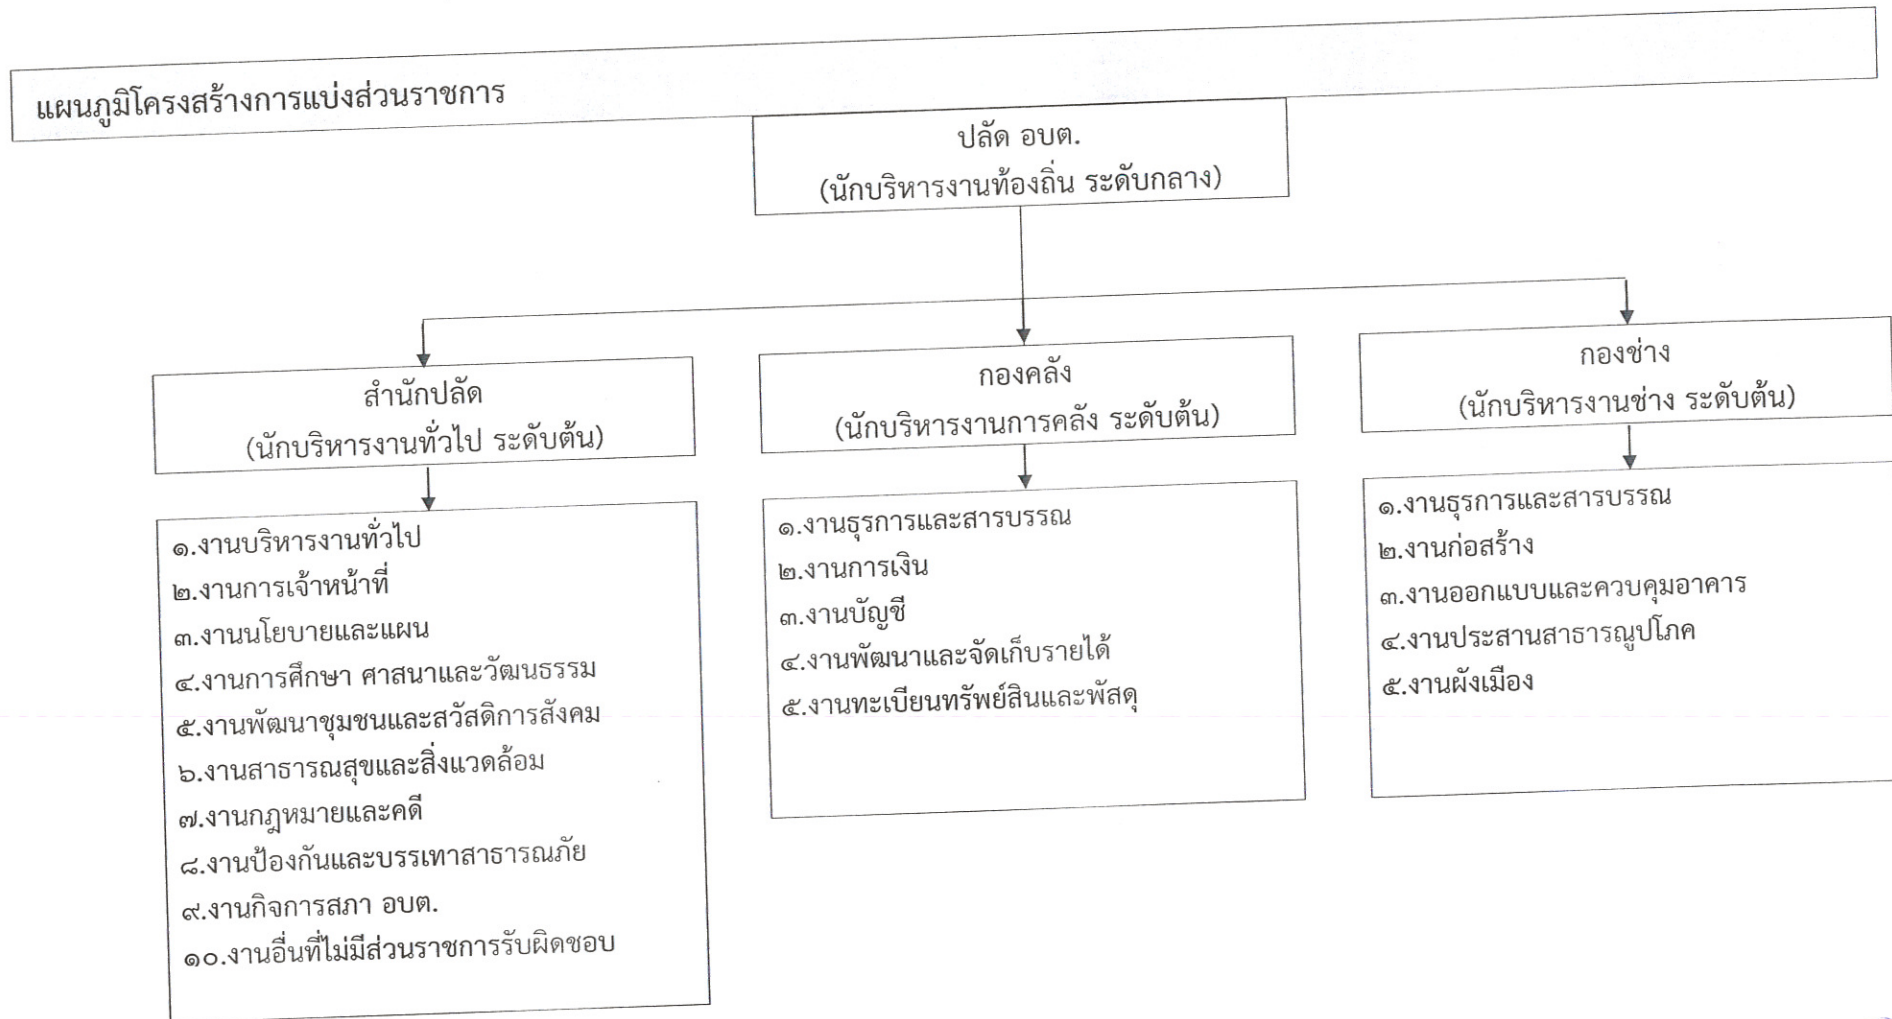 แผนภูมิโครงสร้างการแบ่งส่วนราชการ
ปลัด อบต.
(นักบริหารงานท้องถิ่น ระดับกลาง)
สำนักปลัด
(นักบริหารงานทั่วไป ระดับต้น)
กองคลัง
(นักบริหารงานการคลัง ระดับต้น)
กองช่าง
(นักบริหารงานช่าง ระดับต้น)
๑.งานบริหารงานทั่วไป
๒.งานการเจ้าหน้าที่
๓.งานนโยบายและแผน
๔.งานการศึกษา ศาสนาและวัฒนธรรม
๕.งานพัฒนาชุมชนและสวัสดิการสังคม
๖.งานสาธารณสุขและสิ่งแวดล้อม
๗.งานกฎหมายและคดี
๘.งานป้องกันและบรรเทาสาธารณภัย
๙.งานกิจการสภา อบต.
๑๐.งานอื่นที่ไม่มีส่วนราชการรับผิดชอบ
๑.งานธุรการและสารบรรณ
๒.งานการเงิน
๓.งานบัญชี
๔.งานพัฒนาและจัดเก็บรายได้
๕.งานทะเบียนทรัพย์สินและพัสดุ
๑.งานธุรการและสารบรรณ
๒.งานก่อสร้าง
๓.งานออกแบบและควบคุมอาคาร
๔.งานประสานสาธารณูปโภค
๕.งานผังเมือง